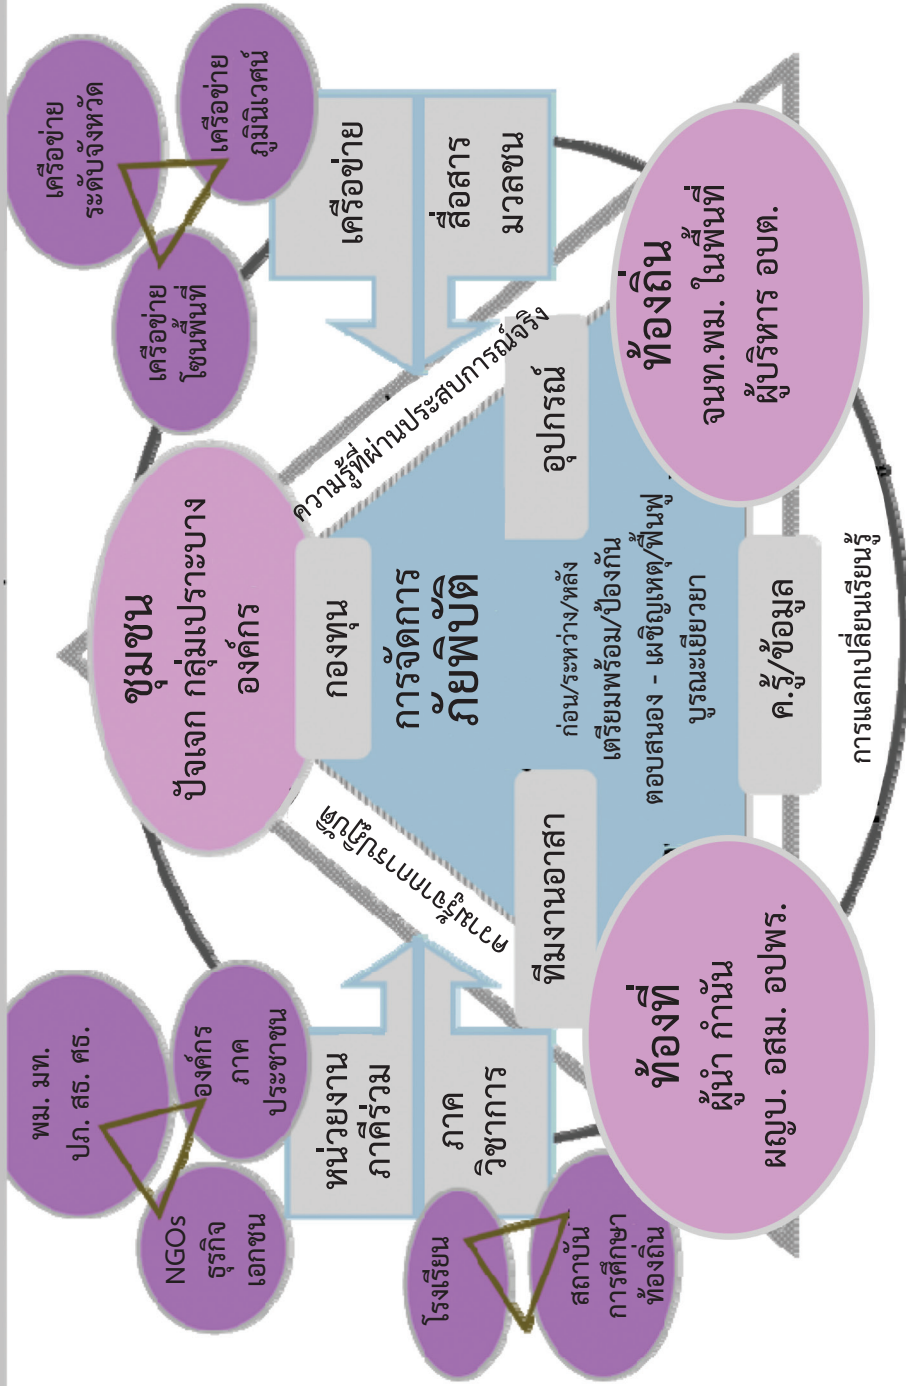 พม. มท.
ปภ. สธ. ศธ.
องค์กร
ภาค
ประชาชน
NGOs
ธุรกิจ
เอกชน
หน่วยงาน
ภาคีร่วม
ภาค
วิชาการ
โรงเรียน
สถาบัน
การศึกษา
ท้องถิ่น
ชุมชน
ปัจเจก กลุ่มเปราะบาง
องค์กร
เครือข่าย
ระดับจังหวัด
เครือข่าย
ภูมินิเวศน์
เครือข่าย
โซนพื้นที่
เครือข่าย
สื่อสาร
มวลชน
ความรู้จากการปฏิบัติ
ความรู้ที่ผ่านประสบการณ์จริง
กองทุน
การจัดการ
ภัยพิบัติ
ทีมงานอาสา
อุปกรณ์
ก่อน/ระหว่าง/หลัง
เตรียมพร้อม/ป้องกัน
ตอบสนอง - เผชิญเหตุ/ฟื้นฟู
บูรณะเยียวยา
ค.รู้/ข้อมูล
ท้องที่
ผู้นำ กำนัน
ผญบ. อสม. อปพร.
ท้องถิ่น
จนท.พม. ในพื้นที่
ผู้บริหาร อบต.
การแลกเปลี่ยนเรียนรู้